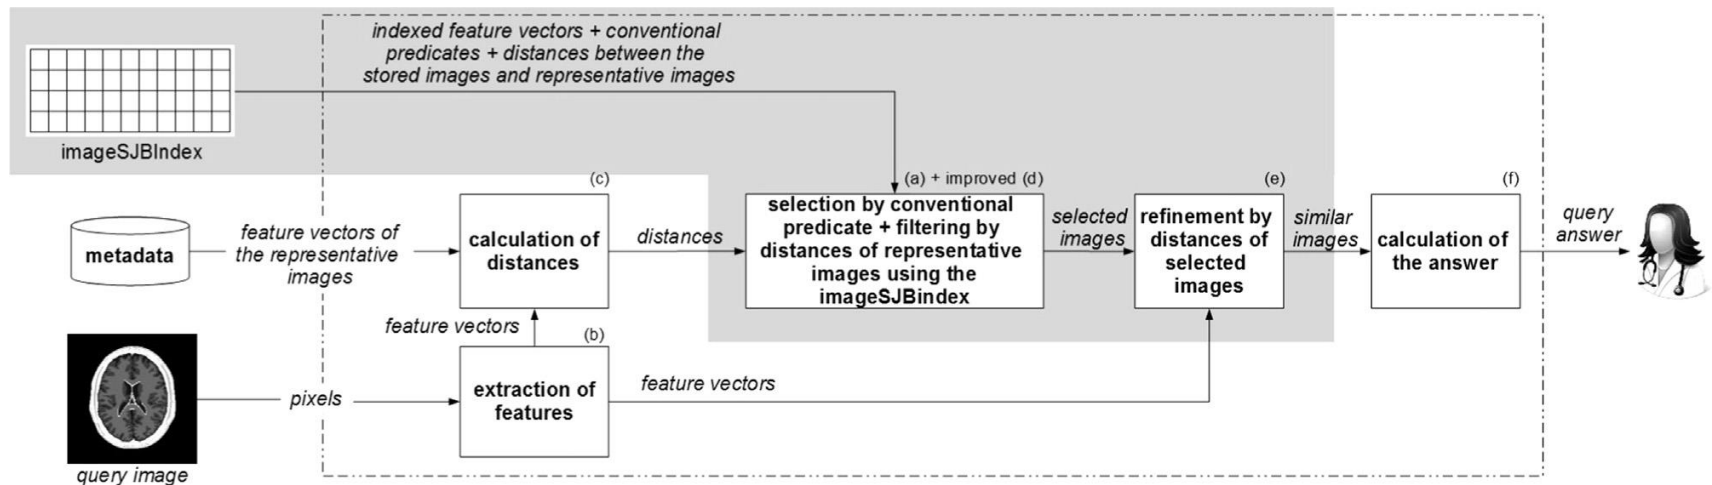 indexed feature vectors + conventional
predicates + distances between the
stored images and representative images
imageSJBIndex
(c)
(a) + improved (d)
(e)
(f)
metadata
feature vectors of
the representative
images
calculation of
distances
distances
selection by conventional
predicate + filtering by
distances of representative
images using the
imageSJBindex
selected
images
refinement by
distances of
selected
images
similar
images
calculation of
the answer
query
answer
feature vectors
(b)
pixels
extraction of
features
feature vectors
query image